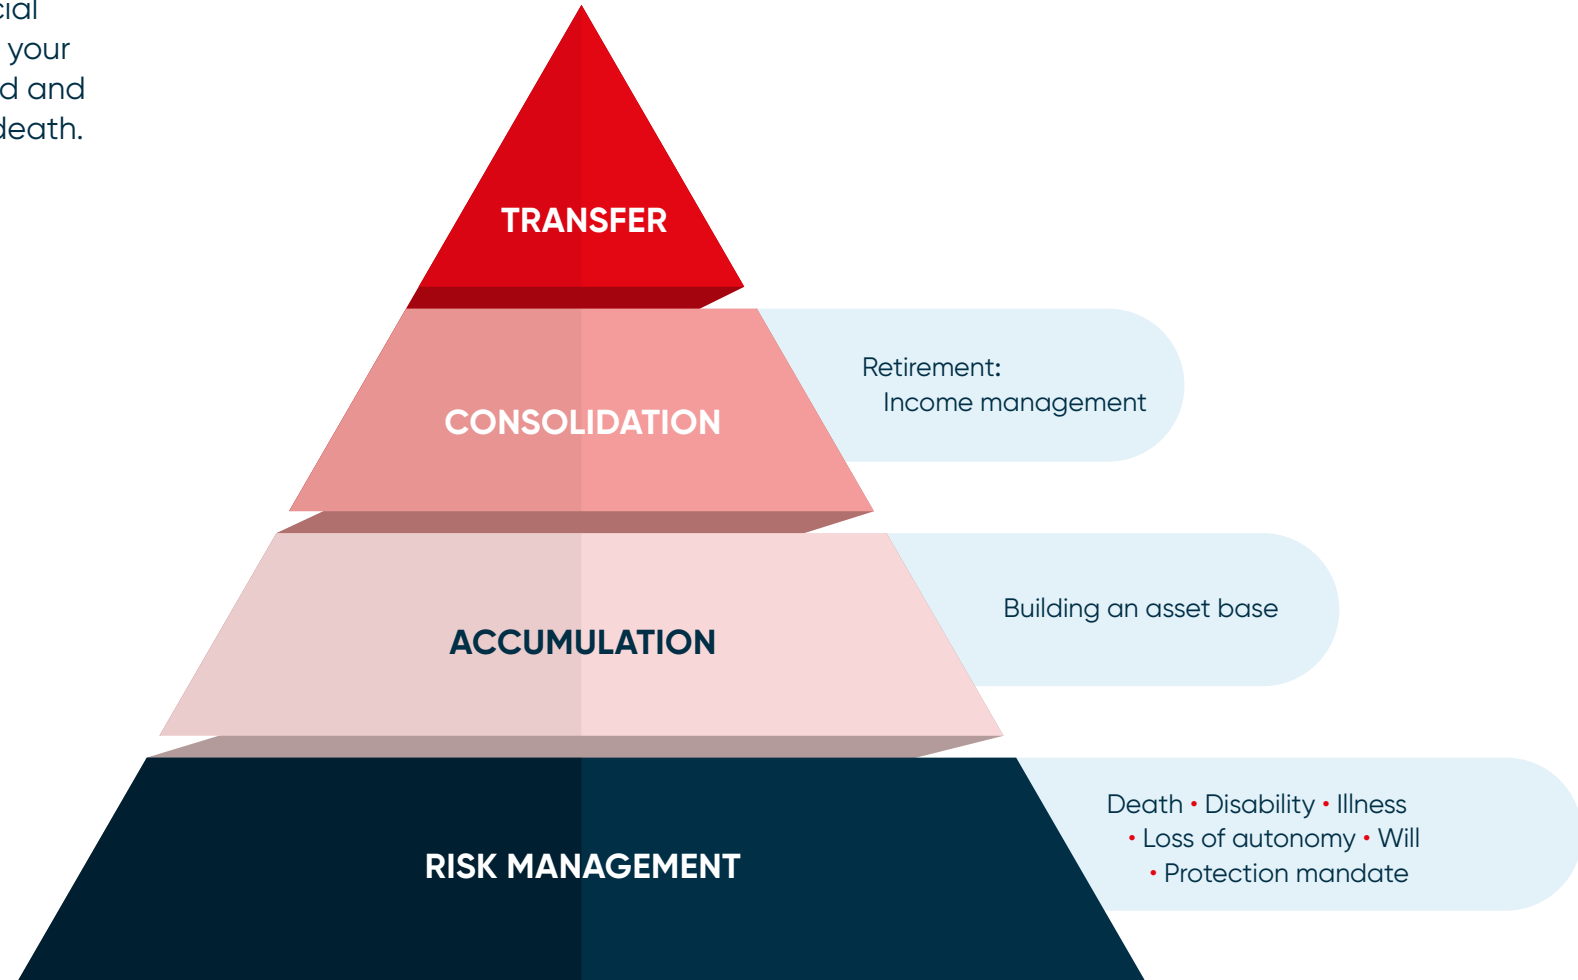 cial
your
d and
death.
TRANSFER
Retirement:
Income management
CONSOLIDATION
Building an asset base
ACCUMULATION
Death • Disability • Illness
• Loss of autonomy • Will
• Protection mandate
RISK MANAGEMENT